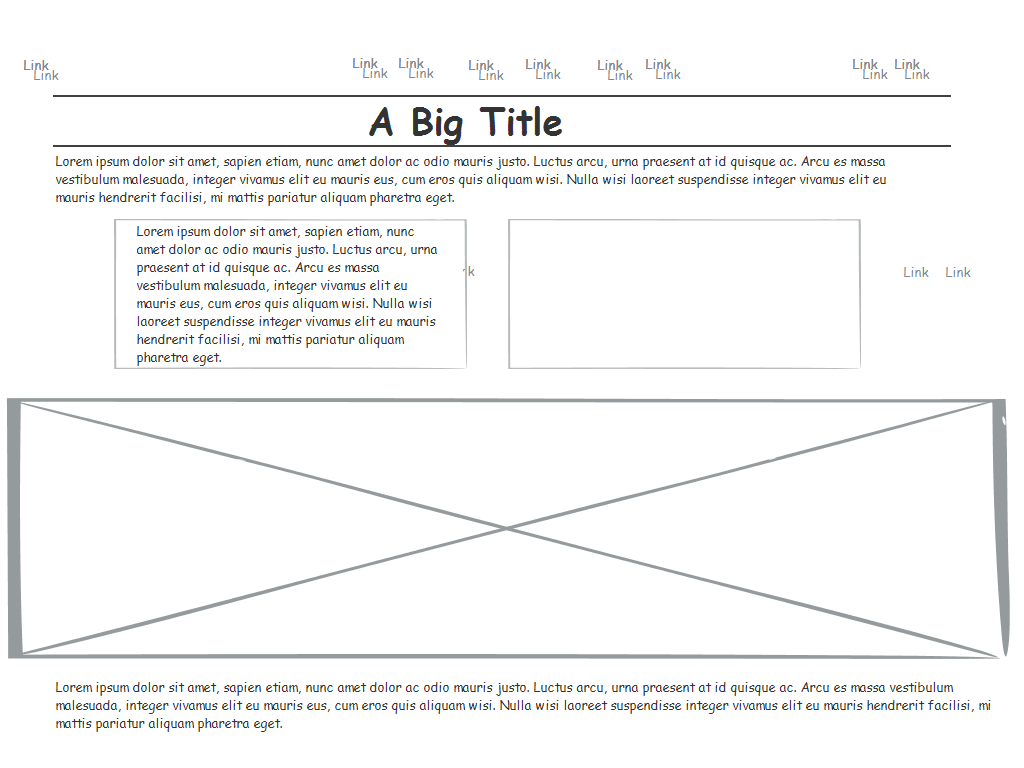 Link Link Link Link Link Link Link Link
Link Link Link Link Link Link Link Link
A Big Title
Lorem ipsum dolor sit amet, sapien etiam, nunc amet dolor ac odio mauris justo. Luctus arcu, urna praesent at id quisque ac. Arcu es massa
vestibulum malesuada, integer vivamus elit eu mauris eus, cum eros quis aliquam wisi. Nulla wisi laoreet suspendisse integer vivamus elit eu
mauris hendrerit facilisi, mi mattis pariatur aliquam pharetra eget.
Lorem ipsum dolor sit amet, sapien etiam, nunc
amet dolor ac odio mauris justo. Luctus arcu, urna
praesent at id quisque ac. Arcu es massa
vestibulum malesuada, integer vivamus elit eu
mauris eus, cum eros quis aliquam wisi. Nulla wisi
laoreet suspendisse integer vivamus elit eu mauris
hendrerit facilisi, mi mattis pariatur aliquam
pharetra eget.
k
Link Link
Lorem ipsum dolor sit amet, sapien etiam, nunc amet dolor ac odio mauris justo. Luctus arcu, urna praesent at id quisque ac. Arcu es massa vestibulum
malesuada, integer vivamus elit eu mauris eus, cum eros quis aliquam wisi. Nulla wisi laoreet suspendisse integer vivamus elit eu mauris hendrerit facilisi, mi
mattis pariatur aliquam pharetra eget.